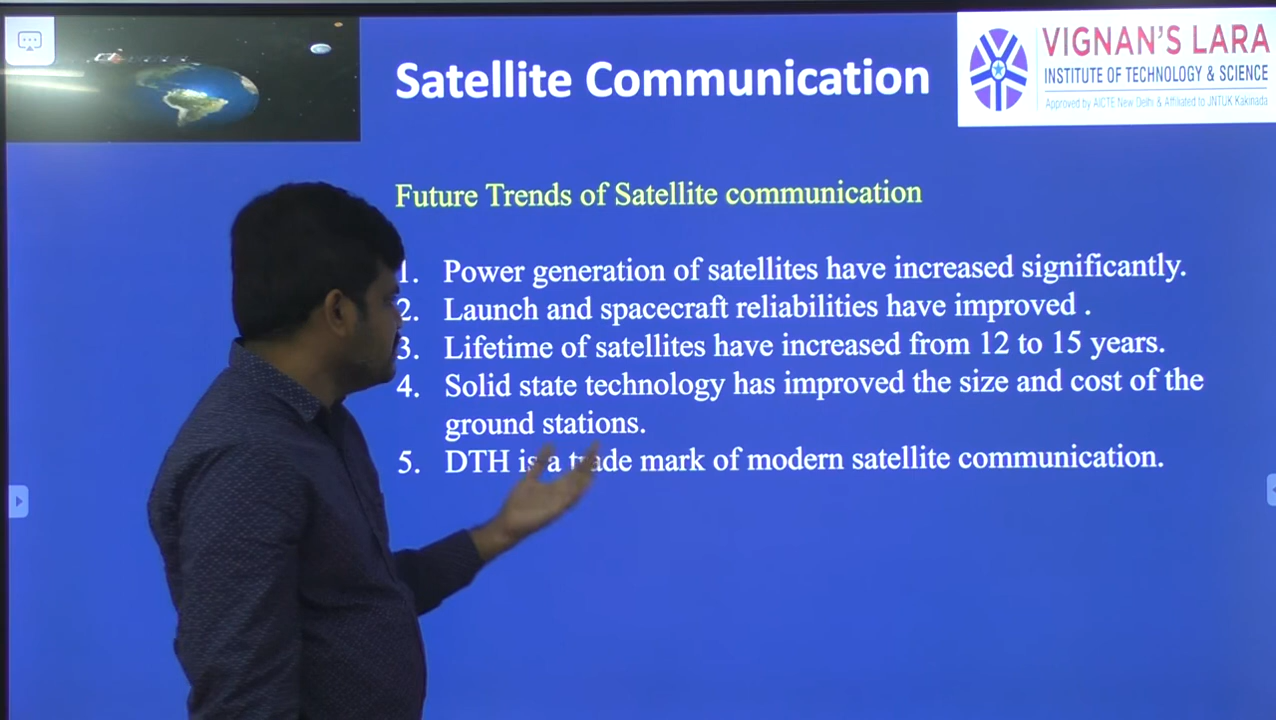 Satellite Communication
VIGNAN'S LARA
INSTITUTE OF TECHNOLOGY & SCIENCE
Approved by AICTE New Delhi & Affiliated to JNTUK Kakinada
Future Trends of Satellite communication
1. Power generation of satellites have increased significantly.
2. Launch and spacecraft reliabilities have improved .
3. Lifetime of satellites have increased from 12 to 15 years.
4. Solid state technology has improved the size and cost of the
ground stations.
5. DTH is a trade mark of modern satellite communication.